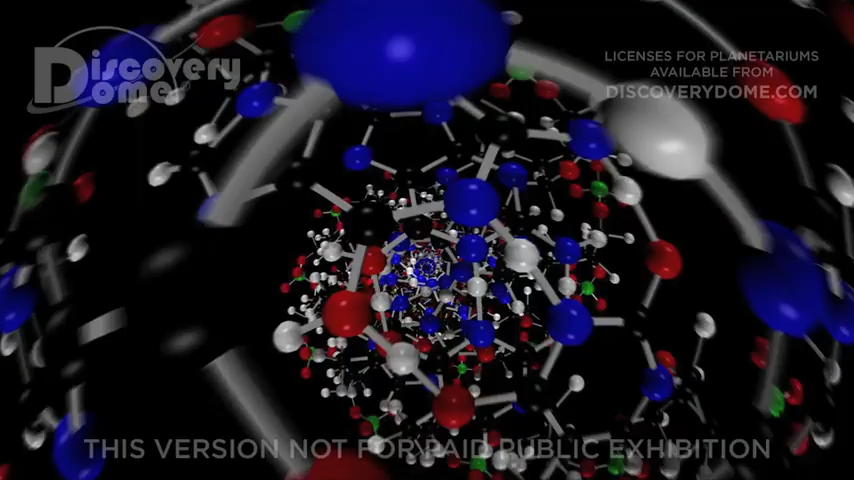 Discovery
Dome
LICENSES FOR PLANETARIUMS
AVAILABLE FROM
DISCOVERYDOME.COM
THIS VERSION NOT FOR PAID PUBLIC EXHIBITION